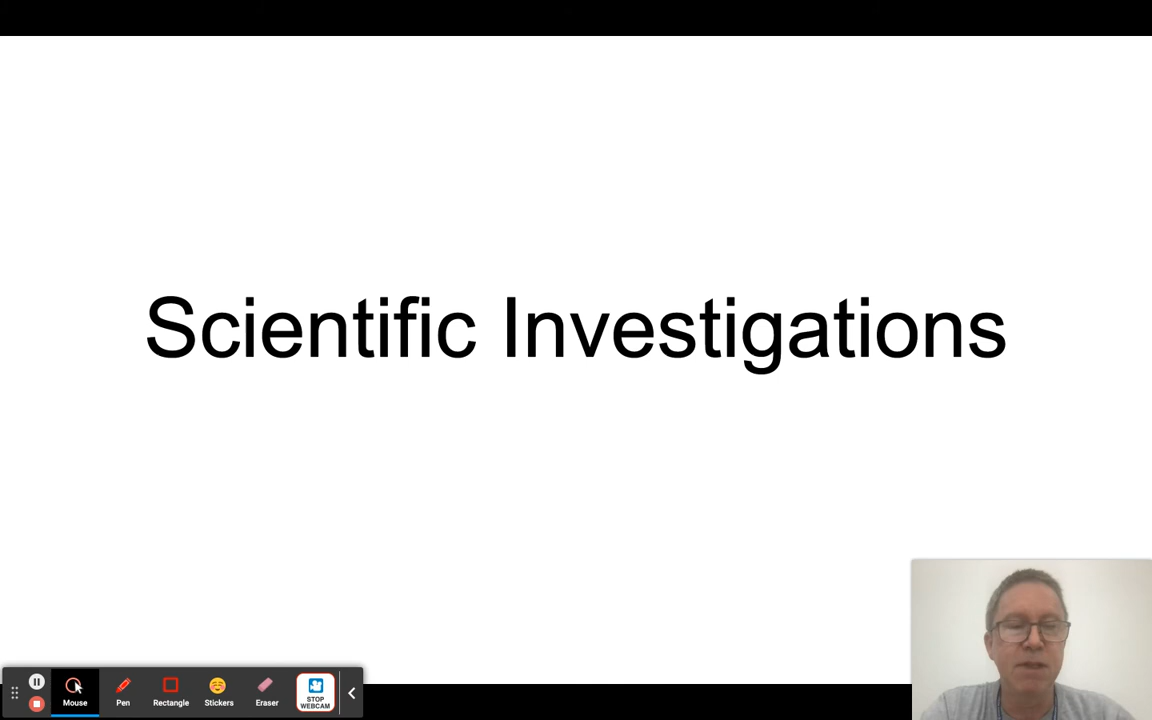 Scientific Investigations
Mouse
Pen
Rectangle
Stickers
Eraser
STOP
WEBCAM